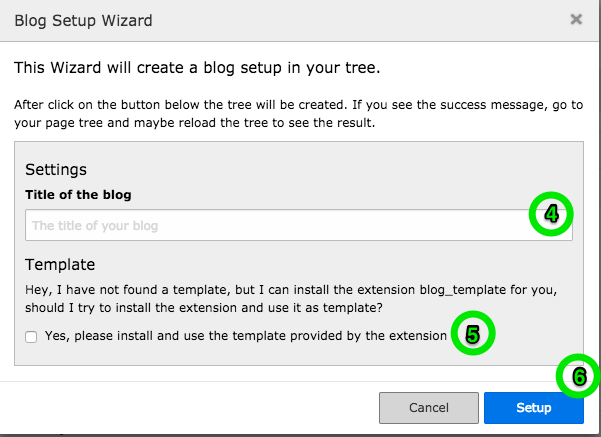 Blog Setup Wizard ×
This Wizard will create a blog setup in your tree.
After click on the button below the tree will be created. If you see the success message, go to
your page tree and maybe reload the tree to see the result.
Settings
Title of the blog
The title of your blog
4
Template
Hey, I have not found a template, but I can install the extension blog_template for you,
should I try to install the extension and use it as template?
Yes, please install and use the template provided by the extension 5
6
Cancel Setup